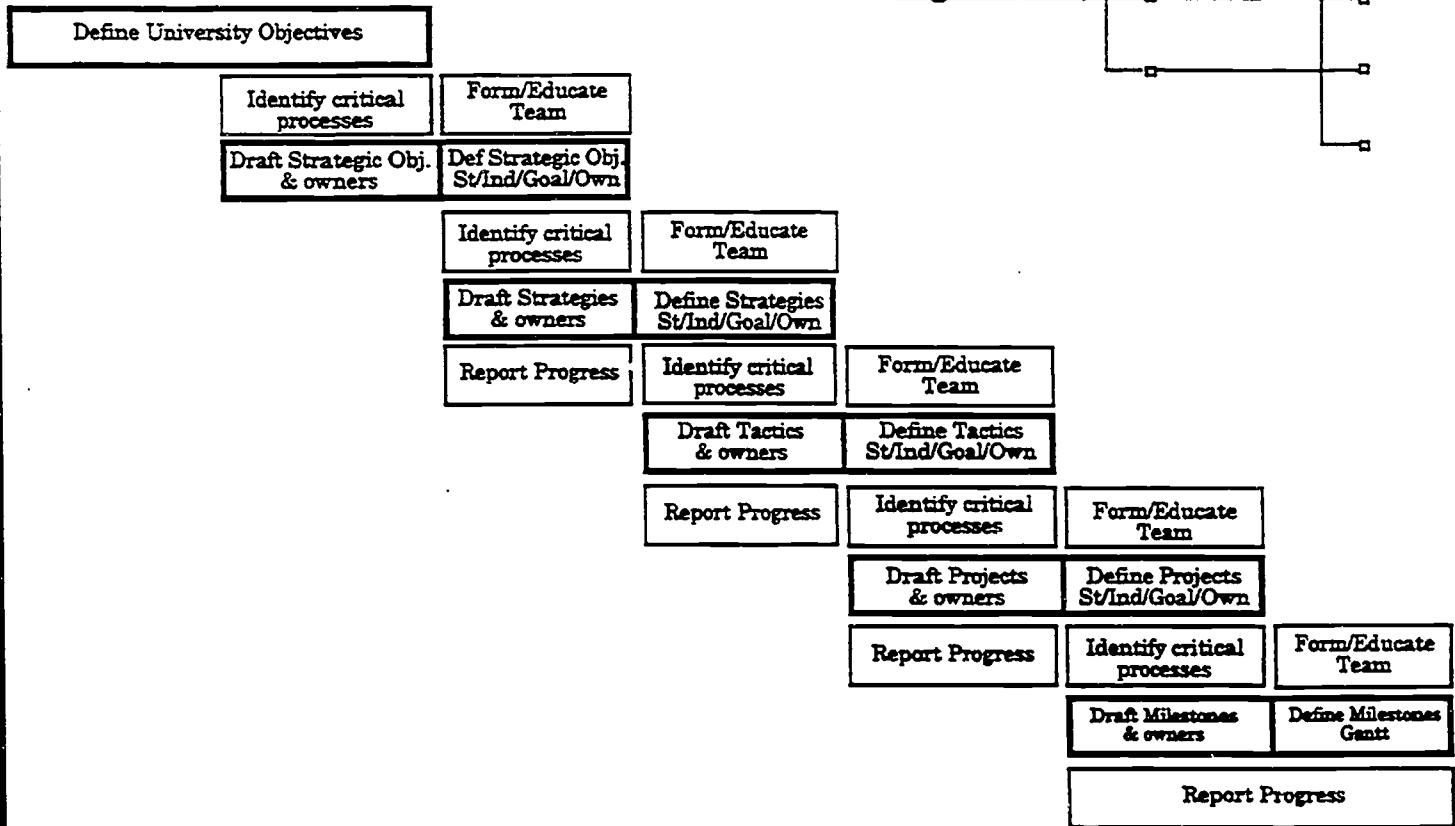 Define University Objectives
Identify critical
processes
Form/Educate
Team
Draft Strategic Obj.
& owners
Def Strategic Obj.
St/Ind/Goal/Own
Identify critical
processes
Form/Educate
Team
Draft Strategies
& owners
Define Strategies
St/Ind/Goal/Own
Report Progress
Identify critical
processes
Form/Educate
Team
Draft Tactics
& owners
Define Tactics
St/Ind/Goal/Own
Report Progress
Identify critical
processes
Form/Educate
Team
Draft Projects
& owners
Define Projects
St/Ind/Goal/Own
Report Progress
Identify critical
processes
Form/Educate
Team
Draft Milestones
& owners
Define Milestones
Gantt
Report Progress